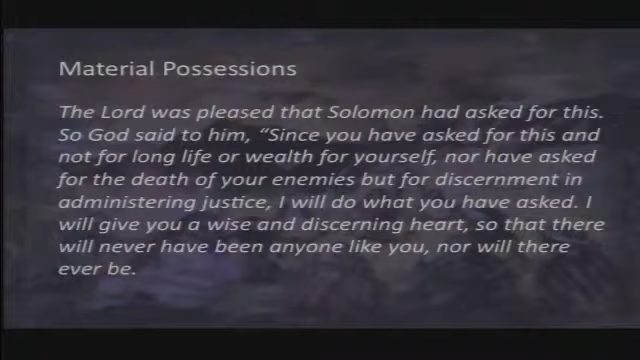 Material Possessions
The Lord was pleased that Solomon had asked for this.
So God said to him, “Since you have asked for this and
not for long life or wealth for yourself, nor have asked
for the death of your enemies but for discernment in
administering justice, I will do what you have asked. I
will give you a wise and discerning heart, so that there
will never have been anyone like you, nor will there
ever be.